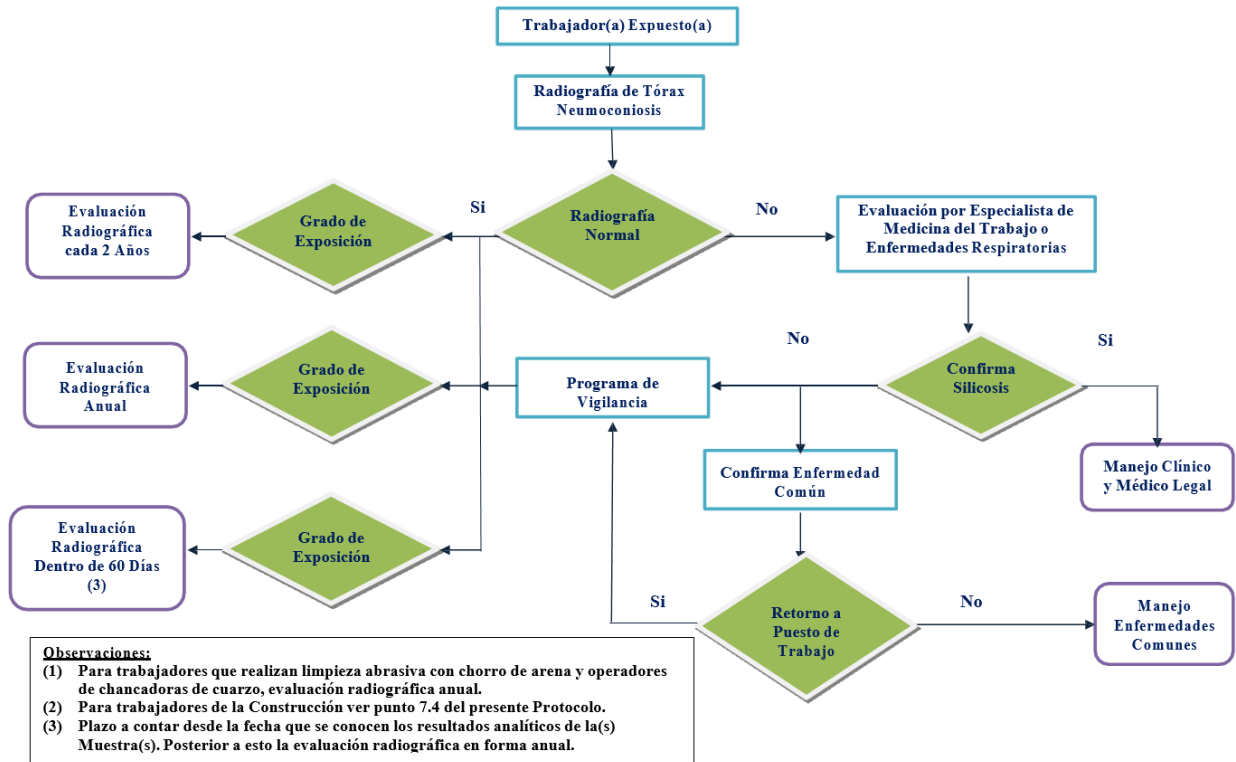 Trabajador(a) Expuesto(a)
Radiografía de Tórax
Neumoconiosis
Evaluación
Radiográfica
cada 2 Años
Grado de
Exposición
Si
Radiografía
Normal
No
Evaluación por Especialista de
Medicina del Trabajo o
Enfermedades Respiratorias
Evaluación
Radiográfica
Anual
Grado de
Exposición
Programa de
Vigilancia
No
Confirma
Silicosis
Si
Confirma Enfermedad
Común
Manejo Clínico
y Médico Legal
Evaluación
Radiográfica
Dentro de 60 Días
(3)
Grado de
Exposición
Si
Retorno a
Puesto de
Trabajo
No
Manejo
Enfermedades
Comunes
Observaciones:
(1) Para trabajadores que realizan limpieza abrasiva con chorro de arena y operadores
de chancadoras de cuarzo, evaluación radiográfica anual.
(2) Para trabajadores de la Construcción ver punto 7.4 del presente Protocolo.
(3) Plazo a contar desde la fecha que se conocen los resultados analíticos de la(s)
Muestra(s). Posterior a esto la evaluación radiográfica en forma anual.